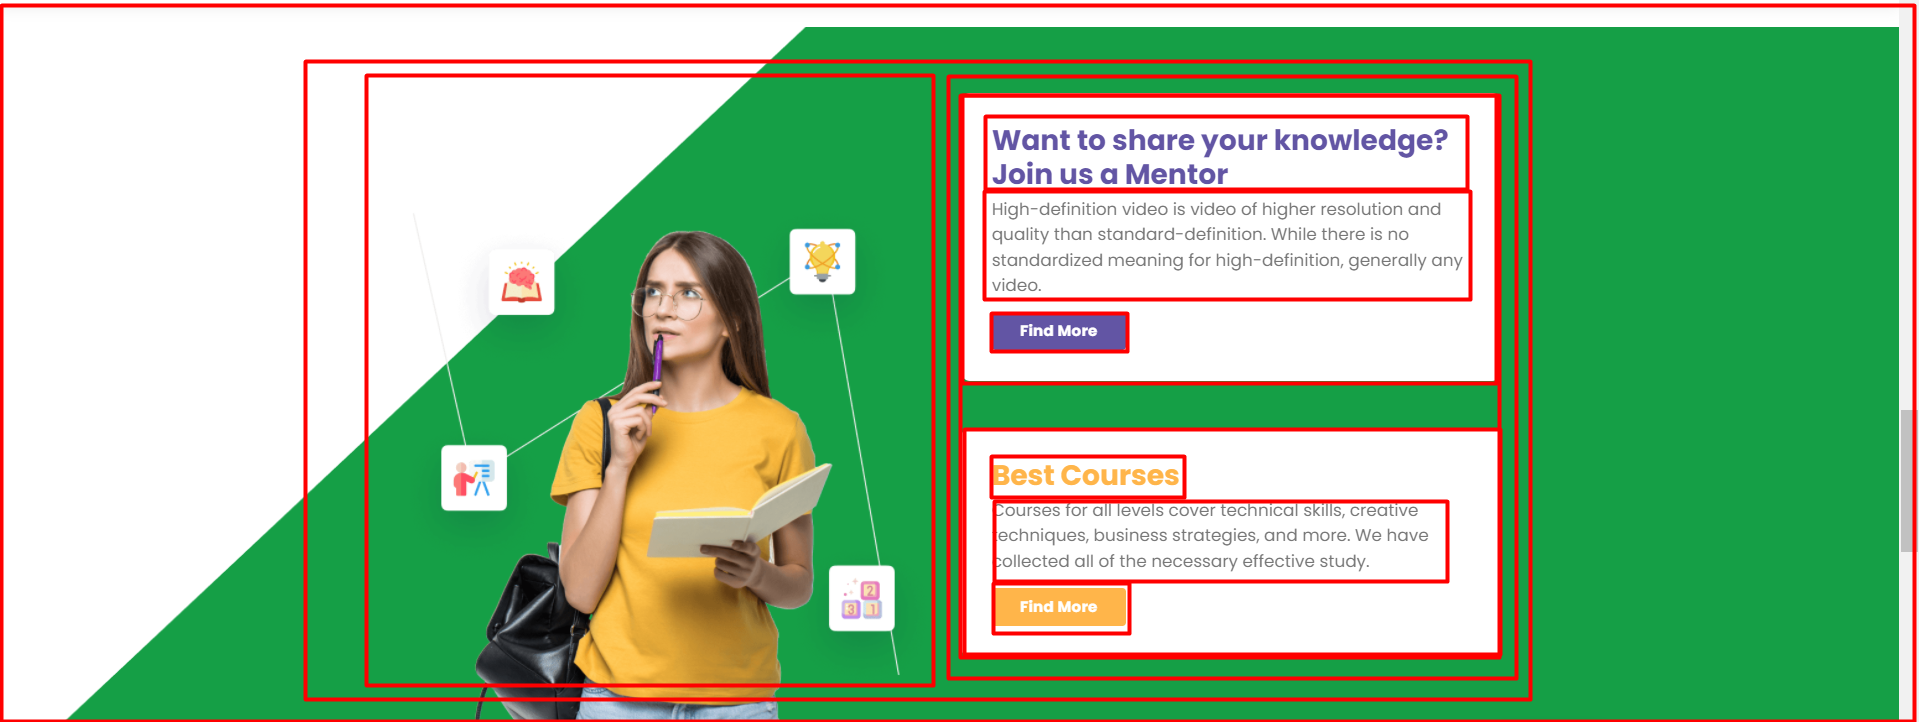 Want to share your knowledge?
Join us a Mentor
High-definition video is video of higher resolution and
quality than standard-definition. While there is no
standardized meaning for high-definition, generally any
video.
Find More
Best Courses
Courses for all levels cover technical skills, creative
techniques, business strategies, and more. We have
collected all of the necessary effective study.
Find More
2
3 1